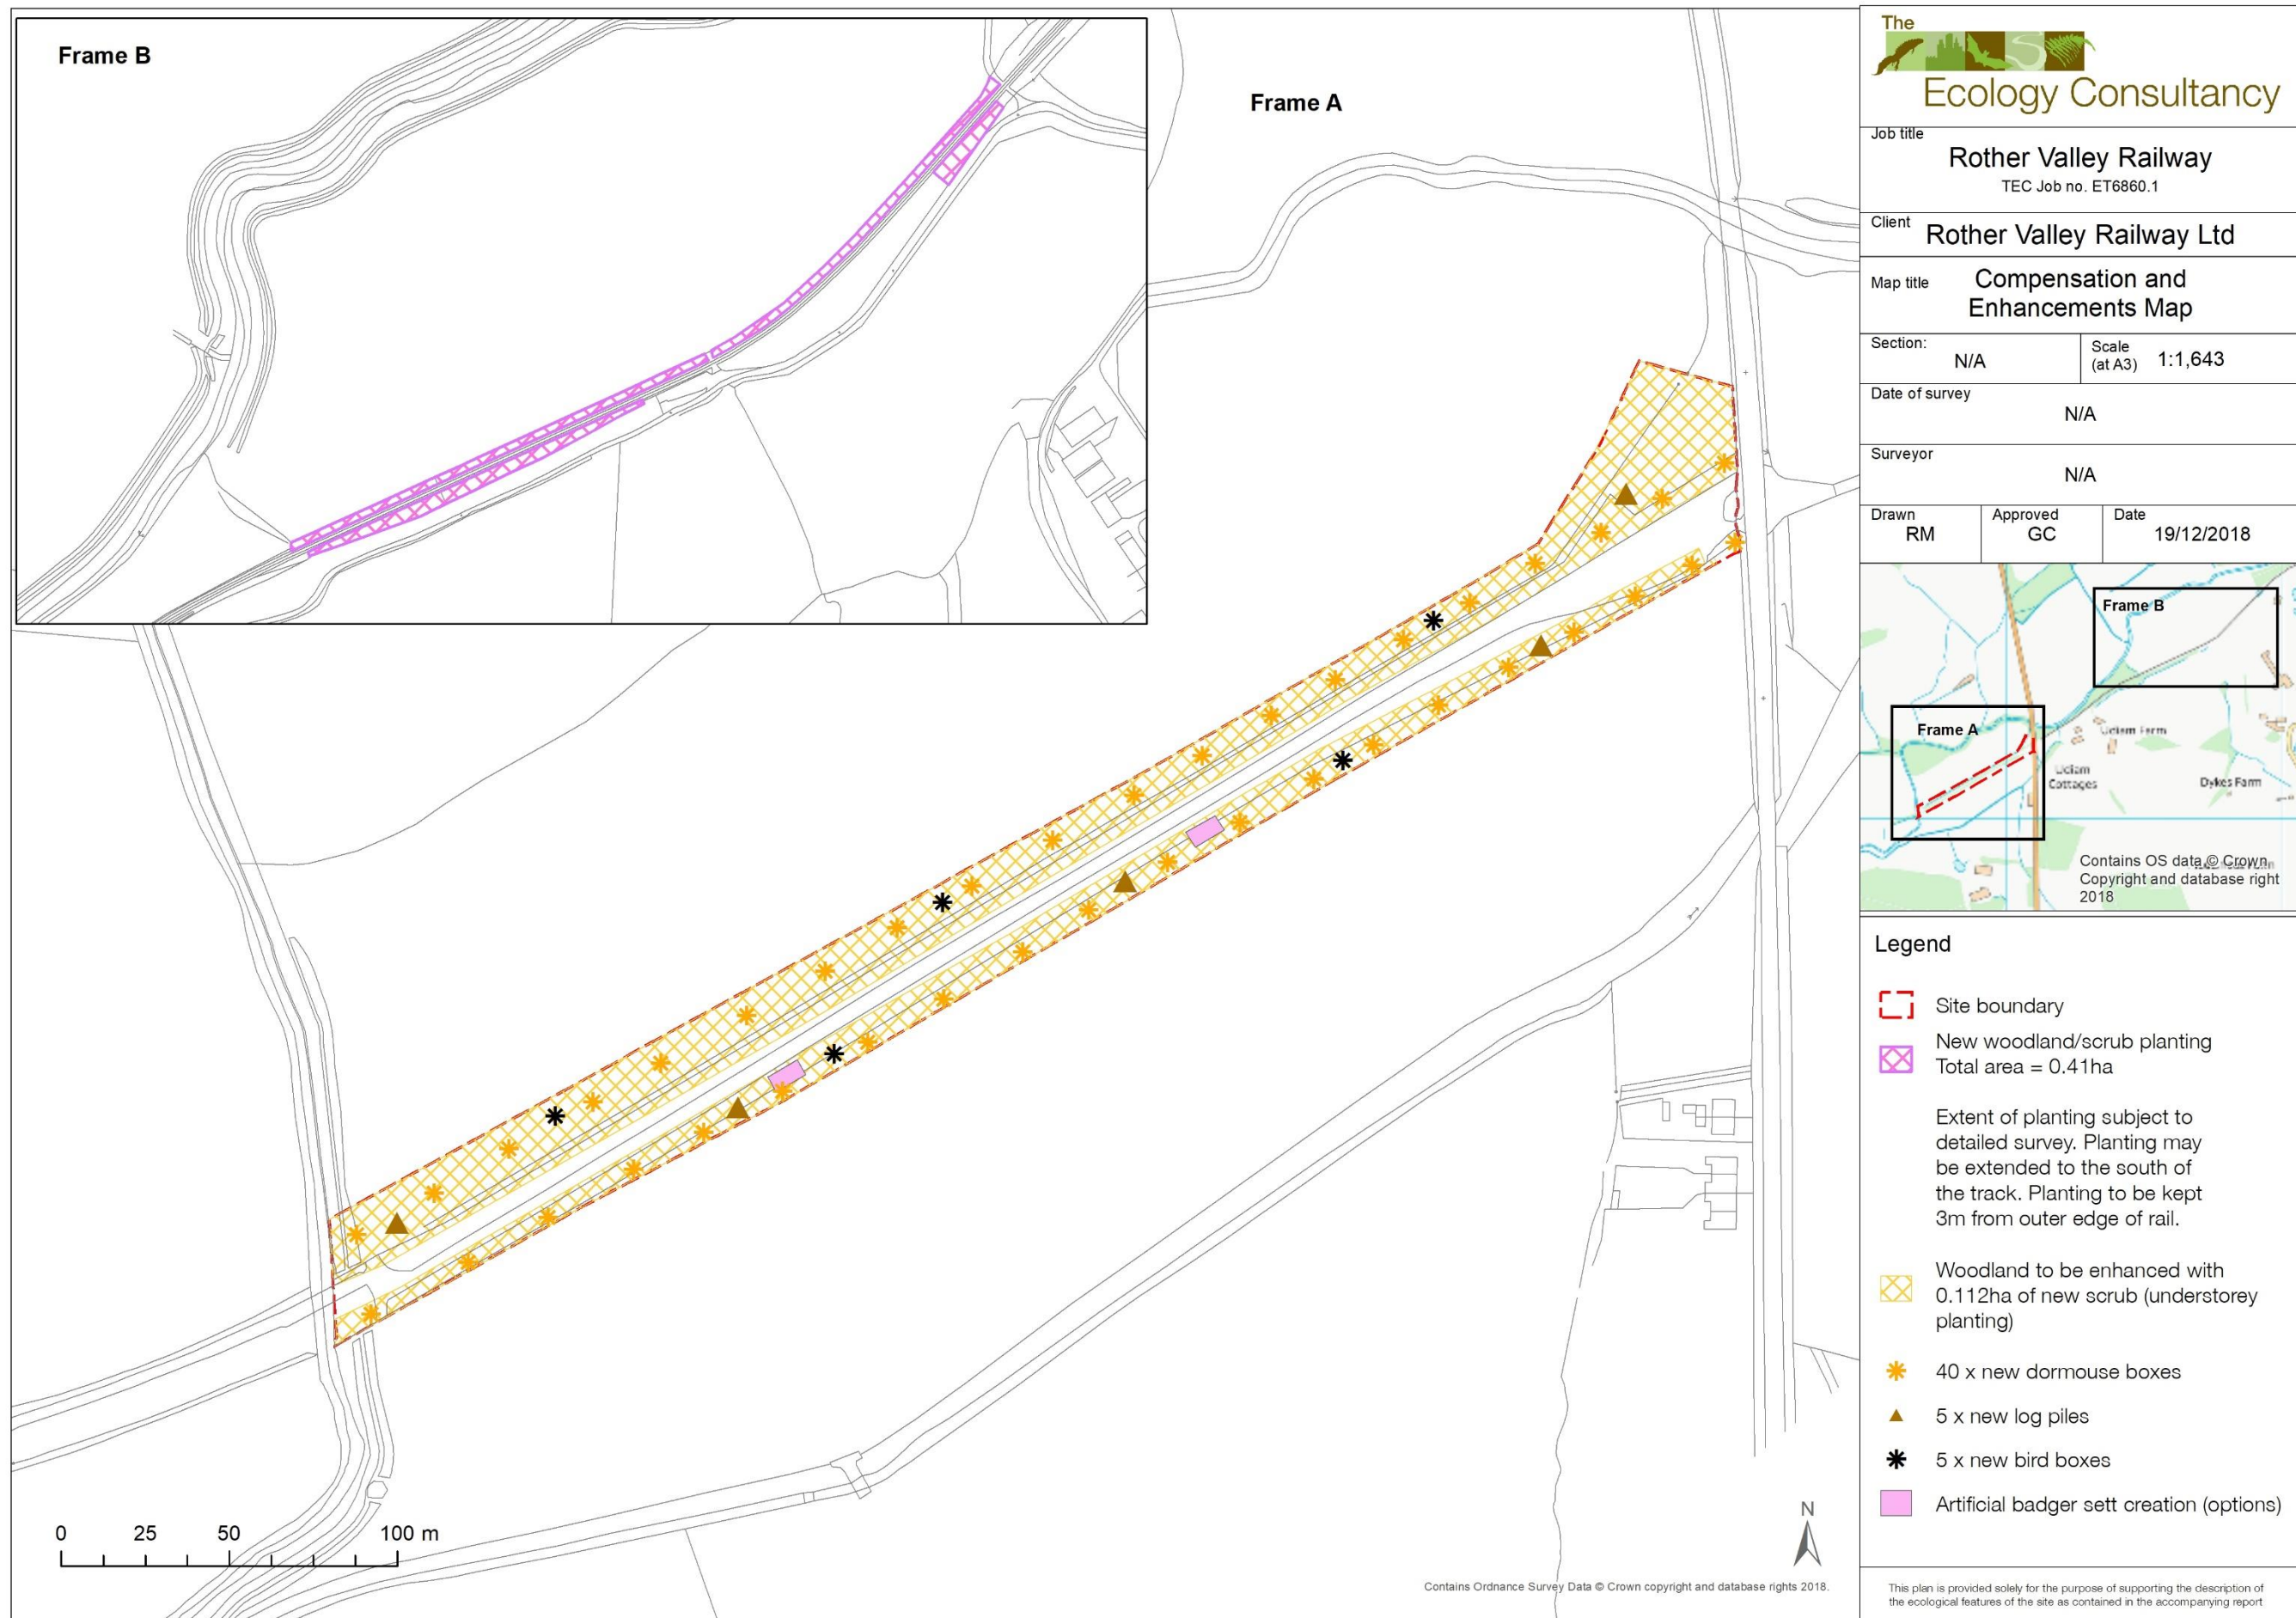 Frame B
Frame A
0 25 50 100 m
N
Contains Ordnance Survey Data © Crown copyright and database rights 2018.
The
Ecology Consultancy
Job title
Rother Valley Railway
TEC Job no. ET6860.1
Client
Rother Valley Railway Ltd
Map title
Compensation and
Enhancements Map
Section:
N/A
Scale
(at A3)
1:1,643
Date of survey
N/A
Surveyor
N/A
Drawn
RM
Approved
GC
Date
19/12/2018
Frame B
Frame A
Udiam Farm
Udiam
Cottages
Dykes Farm
Contains OS data © Crown
Copyright and database right
2018
Legend
Site boundary
New woodland/scrub planting
Total area = 0.41ha
Extent of planting subject to
detailed survey. Planting may
be extended to the south of
the track. Planting to be kept
3m from outer edge of rail.
Woodland to be enhanced with
0.112ha of new scrub (understorey
planting)
40 x new dormouse boxes
5 x new log piles
5 x new bird boxes
Artificial badger sett creation (options)
This plan is provided solely for the purpose of supporting the description of
the ecological features of the site as contained in the accompanying report